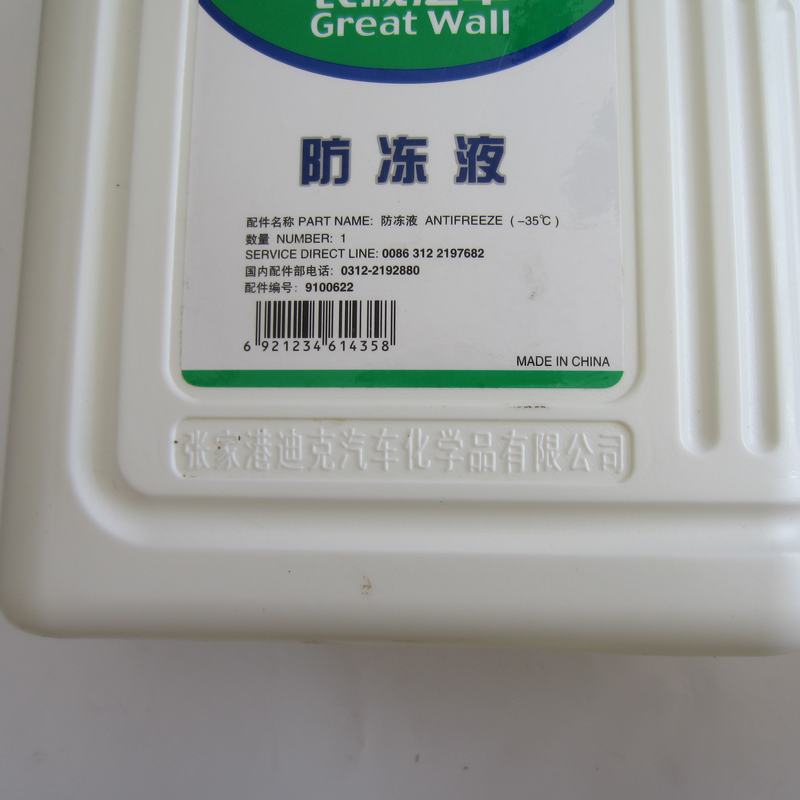 Great Wall
防冻液
配件名称 PART NAME: 防冻液 ANTIFREEZE (-35℃)
数量 NUMBER: 1
SERVICE DIRECT LINE: 0086 312 2197682
国内配件部电话: 0312-2192880
配件编号: 9100622
6 921234 614358
MADE IN CHINA
张家港迪克汽车化学品有限公司